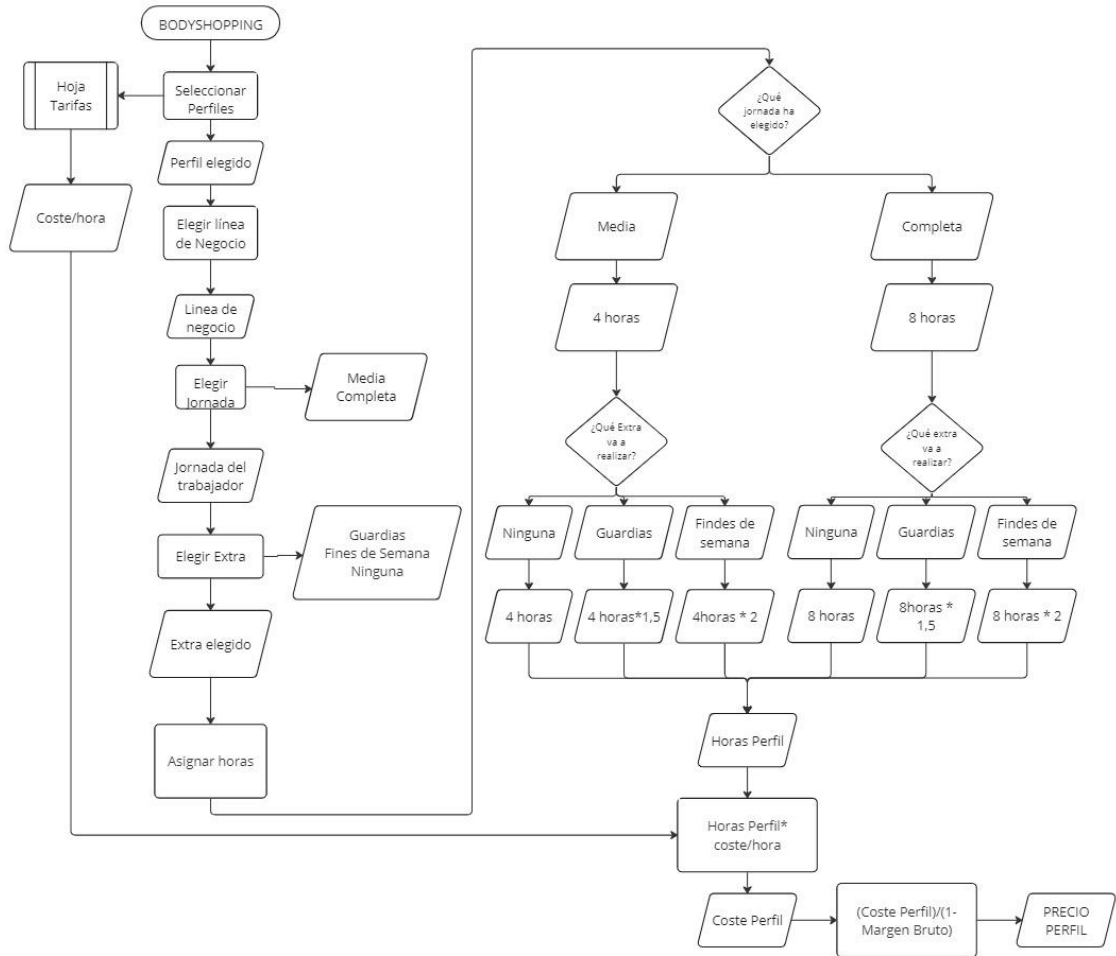 BODYSHOPPING
Hoja
Tarifas
Seleccionar
Perfiles
Perfil elegido
Coste/hora
Elegir línea
de Negocio
Linea de
negocio
Elegir
Jornada
Media
Completa
Jornada del
trabajador
Elegir Extra
Guardias
Fines de Semana
Ninguna
Extra elegido
Asignar horas
¿Qué
jornada ha
elegido?
Media
Completa
4 horas
8 horas
¿Qué Extra
va a
realizar?
¿Qué extra
va a
realizar?
Ninguna
Guardias
Findes de
semana
Ninguna
Guardias
Findes de
semana
4 horas
4 horas*1,5
4horas * 2
8 horas
8horas *
1,5
8 horas * 2
Horas Perfil
Horas Perfil*
coste/hora
Coste Perfil
(Coste Perfil)/(1-
Margen Bruto)
PRECIO
PERFIL